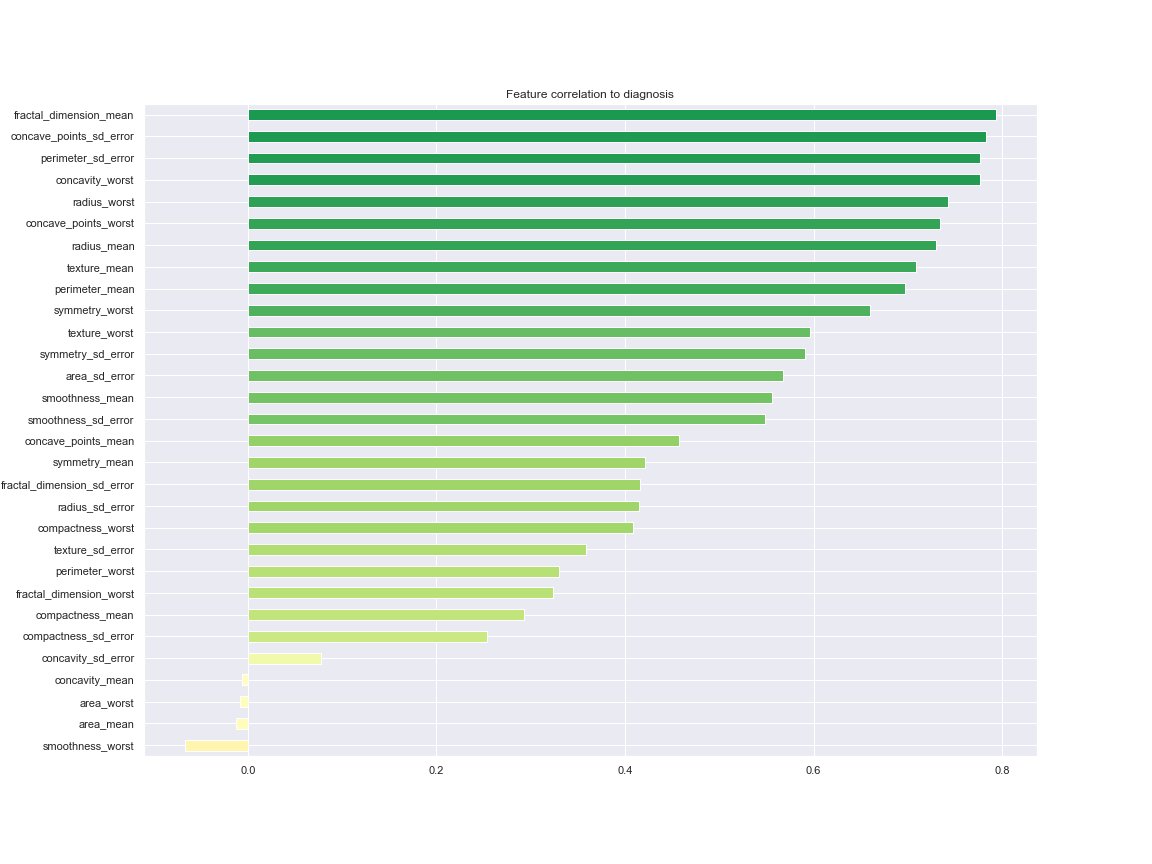 Feature correlation to diagnosis
fractal_dimension_mean
concave_points_sd_error
perimeter_sd_error
concavity_worst
radius_worst
concave_points_worst
radius_mean
texture_mean
perimeter_mean
symmetry_worst
texture_worst
symmetry_sd_error
area_sd_error
smoothness_mean
smoothness_sd_error
concave_points_mean
symmetry_mean
fractal_dimension_sd_error
radius_sd_error
compactness_worst
texture_sd_error
perimeter_worst
fractal_dimension_worst
compactness_mean
compactness_sd_error
concavity_sd_error
concavity_mean
area_worst
area_mean
smoothness_worst
0.0 0.2 0.4 0.6 0.8